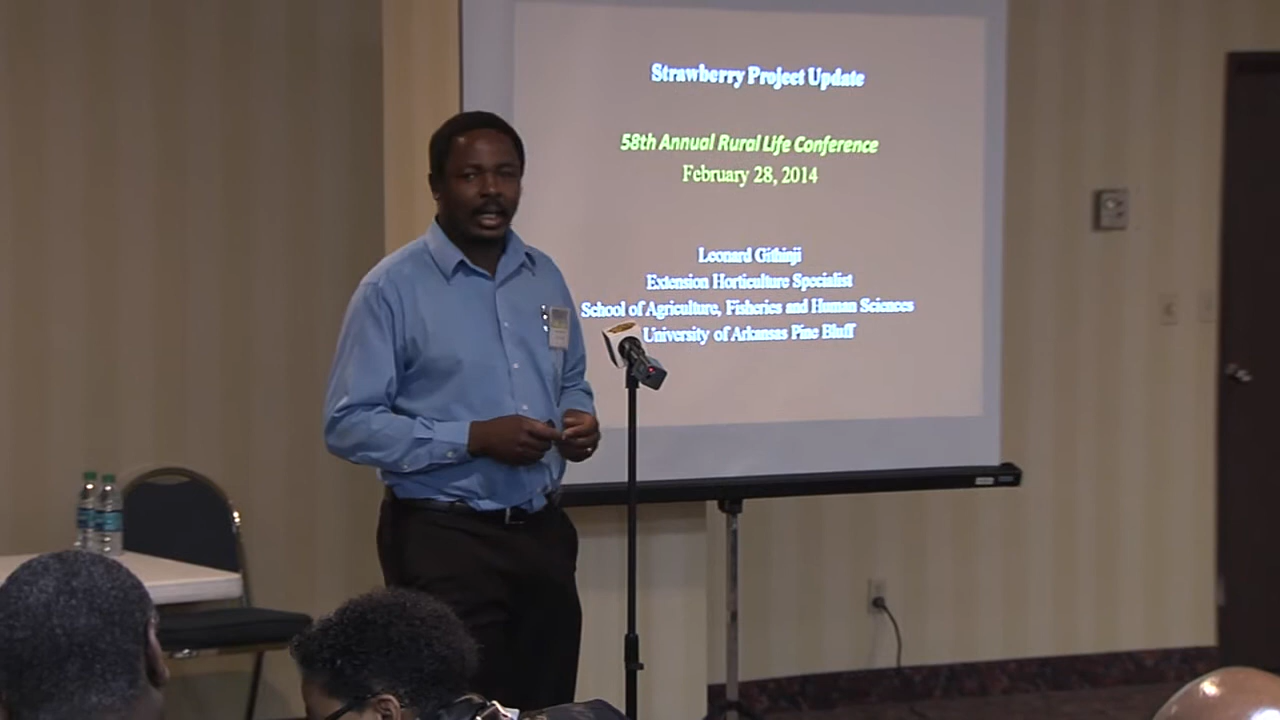 Strawberry Project Update
58th Annual Rural Life Conference
February 28, 2014
Leonard Githinji
Extension Horticulture Specialist
School of Agriculture, Fisheries and Human Sciences
University of Arkansas Pine Bluff